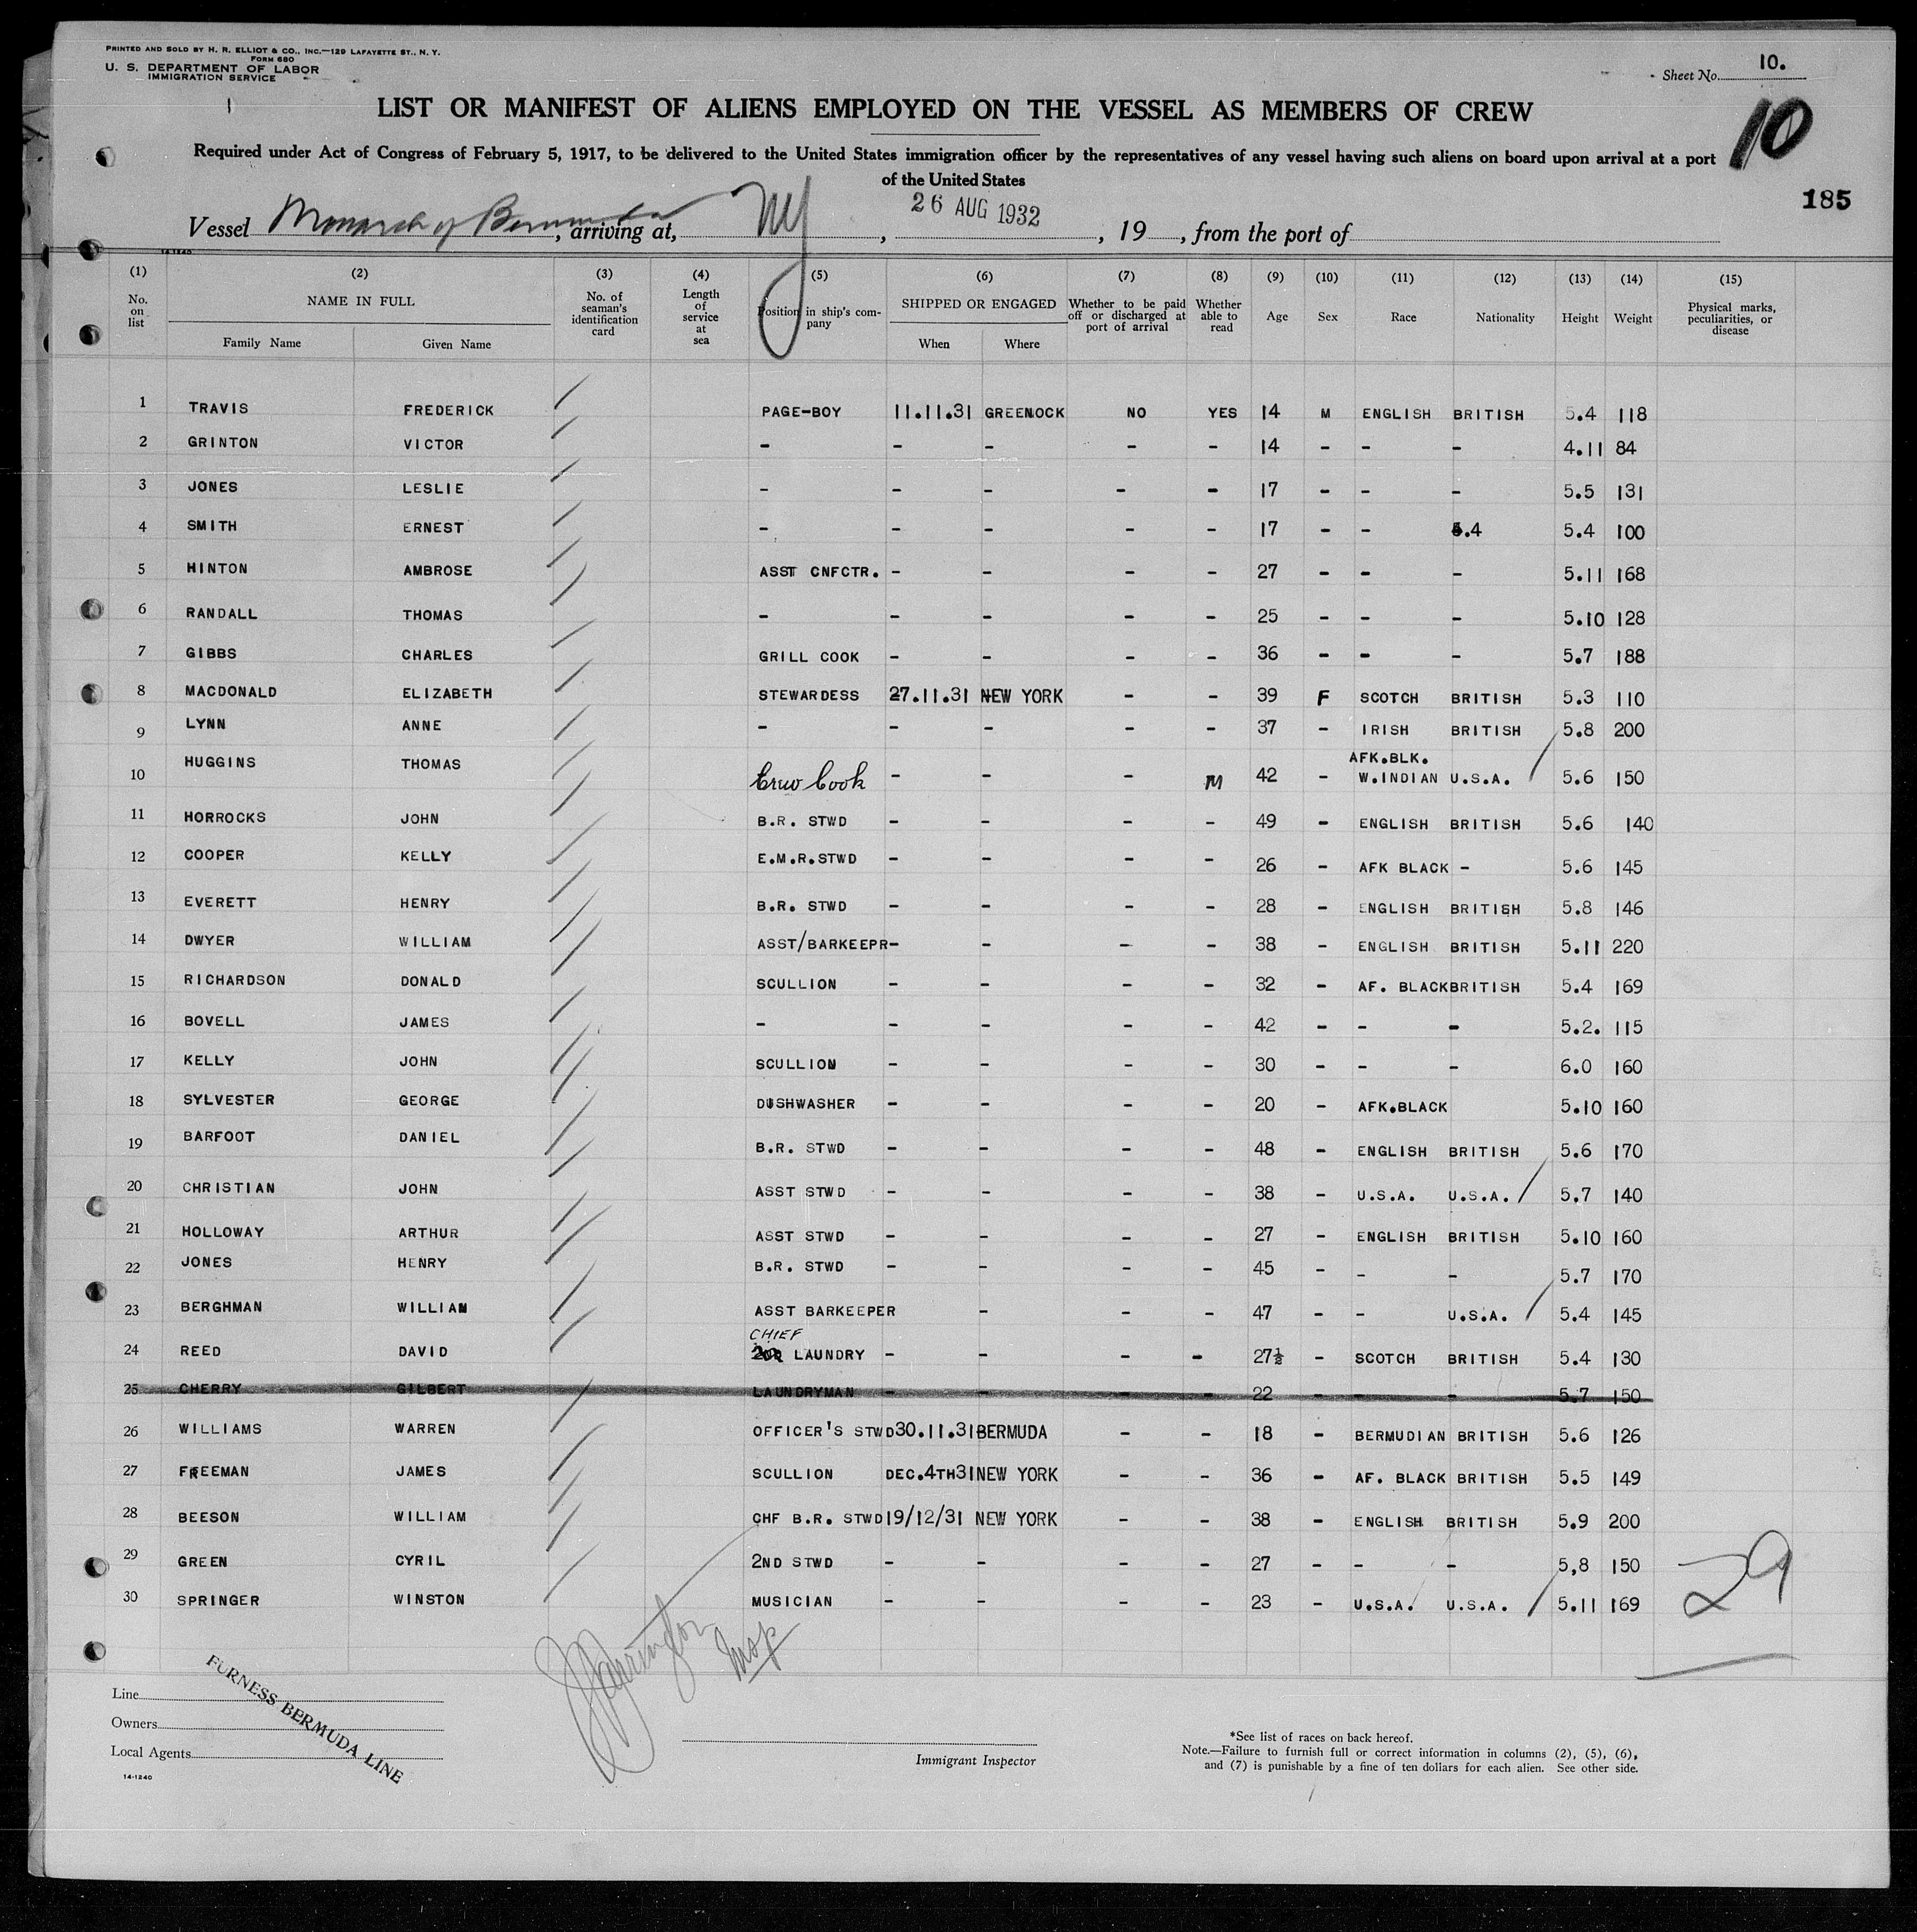 PRINTED AND SOLD BY H. R. ELLIOT & CO., INC.—129 LAFAYETTE ST., N. Y.
FORM 680
U. S. DEPARTMENT OF LABOR
IMMIGRATION SERVICE
Sheet No. 10.
LIST OR MANIFEST OF ALIENS EMPLOYED ON THE VESSEL AS MEMBERS OF CREW
10
Required under Act of Congress of February 5, 1917, to be delivered to the United States immigration officer by the representatives of any vessel having such aliens on board upon arrival at a port
of the United States
185
Vessel Monarch of Bermuda, arriving at, NY, 26 AUG 1932, 19, from the port of
14-1240
(1) (2) (3) (4) (5) (6) (7) (8) (9) (10) (11) (12) (13) (14) (15)
No. on list NAME IN FULL Family Name Given Name No. of seaman's identification card Length of service at sea Position in ship's company SHIPPED OR ENGAGED When Where Whether to be paid off or discharged at port of arrival Whether able to read Age Sex Race Nationality Height Weight Physical marks, peculiarities, or disease
1 TRAVIS FREDERICK PAGE-BOY 11.11.31 GREENOCK NO YES 14 M ENGLISH BRITISH 5.4 118
2 GRINTON VICTOR - - - - - 14 - - - 4.11 84
3 JONES LESLIE - - - - - 17 - - - 5.5 131
4 SMITH ERNEST - - - - - 17 - - 5.4 5.4 100
5 HINTON AMBROSE ASST CNFCTR. - - - - 27 - - - 5.11 168
6 RANDALL THOMAS - - - - - 25 - - - 5.10 128
7 GIBBS CHARLES GRILL COOK - - - - 36 - - - 5.7 188
8 MACDONALD ELIZABETH STEWARDESS 27.11.31 NEW YORK - - 39 F SCOTCH BRITISH 5.3 110
9 LYNN ANNE - - - - - 37 - IRISH BRITISH 5.8 200
10 HUGGINS THOMAS Crew Cook - - - M 42 - AFK.BLK. W.INDIAN U.S.A. 5.6 150
11 HORROCKS JOHN B.R. STWD - - - - 49 - ENGLISH BRITISH 5.6 140
12 COOPER KELLY E.M.R.STWD - - - - 26 - AFK BLACK - 5.6 145
13 EVERETT HENRY B.R. STWD - - - - 28 - ENGLISH BRITISH 5.8 146
14 DWYER WILLIAM ASST/BARKEEPR - - - - 38 - ENGLISH BRITISH 5.11 220
15 RICHARDSON DONALD SCULLION - - - - 32 - AF. BLACK BRITISH 5.4 169
16 BOVELL JAMES - - - - - 42 - - - 5.2. 115
17 KELLY JOHN SCULLION - - - - 30 - - - 6.0 160
18 SYLVESTER GEORGE DUSHWASHER - - - - 20 - AFK.BLACK 5.10 160
19 BARFOOT DANIEL B.R. STWD - - - - 48 - ENGLISH BRITISH 5.6 170
20 CHRISTIAN JOHN ASST STWD - - - - 38 - U.S.A. U.S.A. 5.7 140
21 HOLLOWAY ARTHUR ASST STWD - - - - 27 - ENGLISH BRITISH 5.10 160
22 JONES HENRY B.R. STWD - - - - 45 - - - 5.7 170
23 BERGHMAN WILLIAM ASST BARKEEPER - - - 47 - - U.S.A. 5.4 145
24 REED DAVID CHIEF 2ND LAUNDRY - - - - 27½ - SCOTCH BRITISH 5.4 130
25 CHERRY GILBERT LAUNDRYMAN - - - - 22 - - - 5.7 150
26 WILLIAMS WARREN OFFICER'S STWD 30.11.31 BERMUDA - - 18 - BERMUDIAN BRITISH 5.6 126
27 FREEMAN JAMES SCULLION DEC.4TH31 NEW YORK - - 36 - AF. BLACK BRITISH 5.5 149
28 BEESON WILLIAM CHF B.R. STWD 19/12/31 NEW YORK - - 38 - ENGLISH BRITISH 5.9 200
29 GREEN CYRIL 2ND STWD - - - - 27 - - - 5,8 150
30 SPRINGER WINSTON MUSICIAN - - - - 23 - U.S.A. U.S.A. 5.11 169
29
Insp
Line
Owners
Local Agents
FURNESS BERMUDA LINE
14-1240
Immigrant Inspector
*See list of races on back hereof.
Note.—Failure to furnish full or correct information in columns (2), (5), (6),
and (7) is punishable by a fine of ten dollars for each alien. See other side.